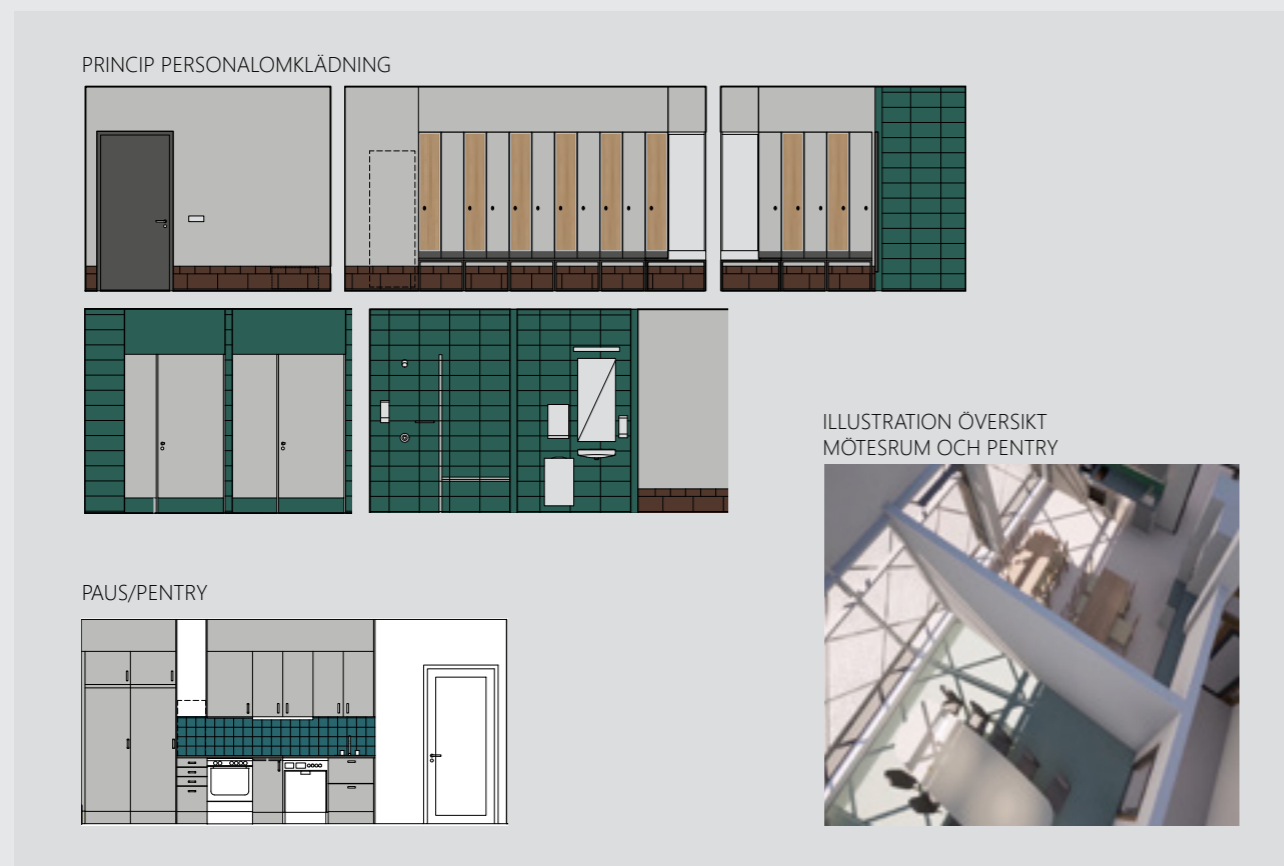 PRINCIP PERSONALOMKLÄDNING
ILLUSTRATION ÖVERSIKT
MÖTESRUM OCH PENTRY
PAUS/PENTRY